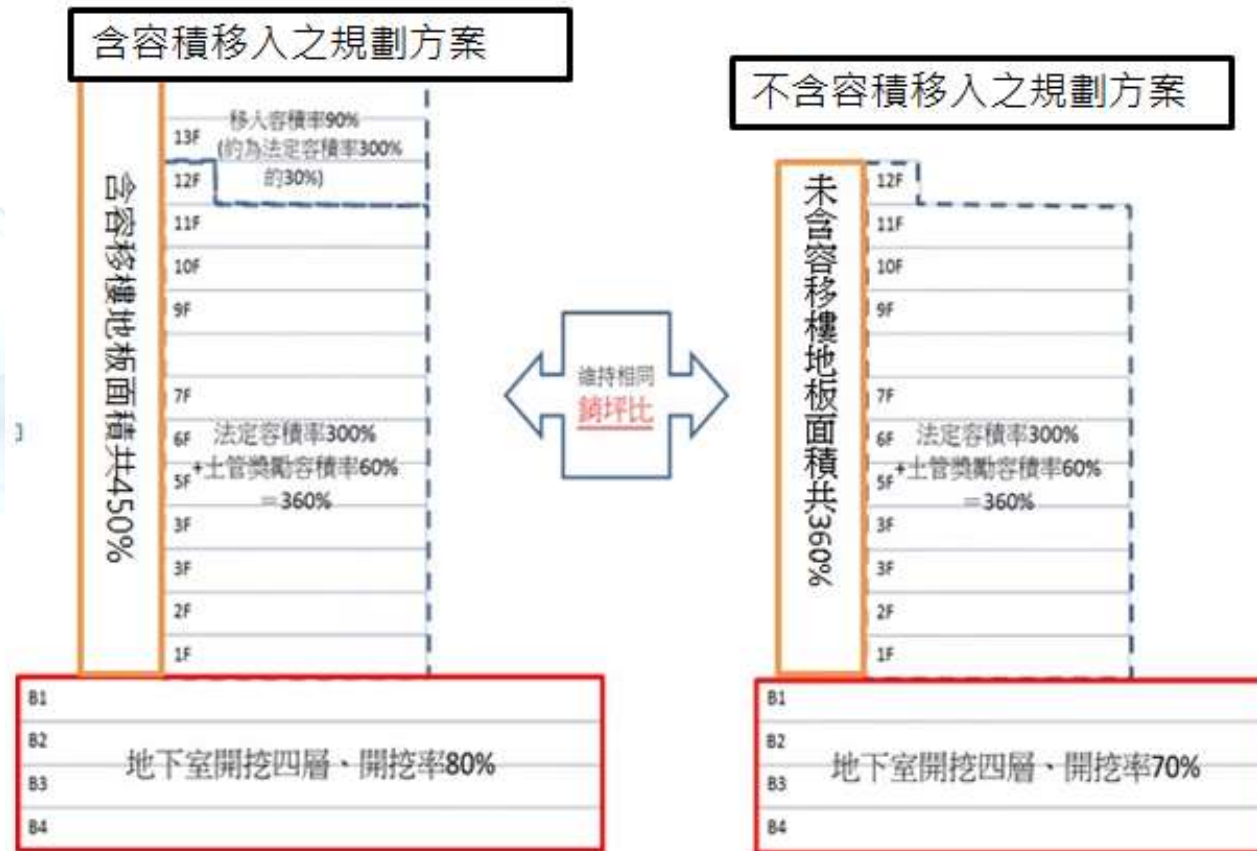 含容積移入之規劃方案
移入容積率90%
(約為法定容積率300%
的30%)
13F
12F
11F
10F
9F
7F
6F
5F
3F
3F
2F
1F
法定容積率300%
+土管獎勵容積率60%
=360%
含容移樓地板面積共450%
B1
B2
B3
B4
地下室開挖四層、開挖率80%
維持相同
銷坪比
不含容積移入之規劃方案
未含容移樓地板面積共360%
12F
11F
10F
9F
7F
6F
5F
3F
3F
2F
1F
法定容積率300%
+土管獎勵容積率60%
=360%
B1
B2
B3
B4
地下室開挖四層、開挖率70%